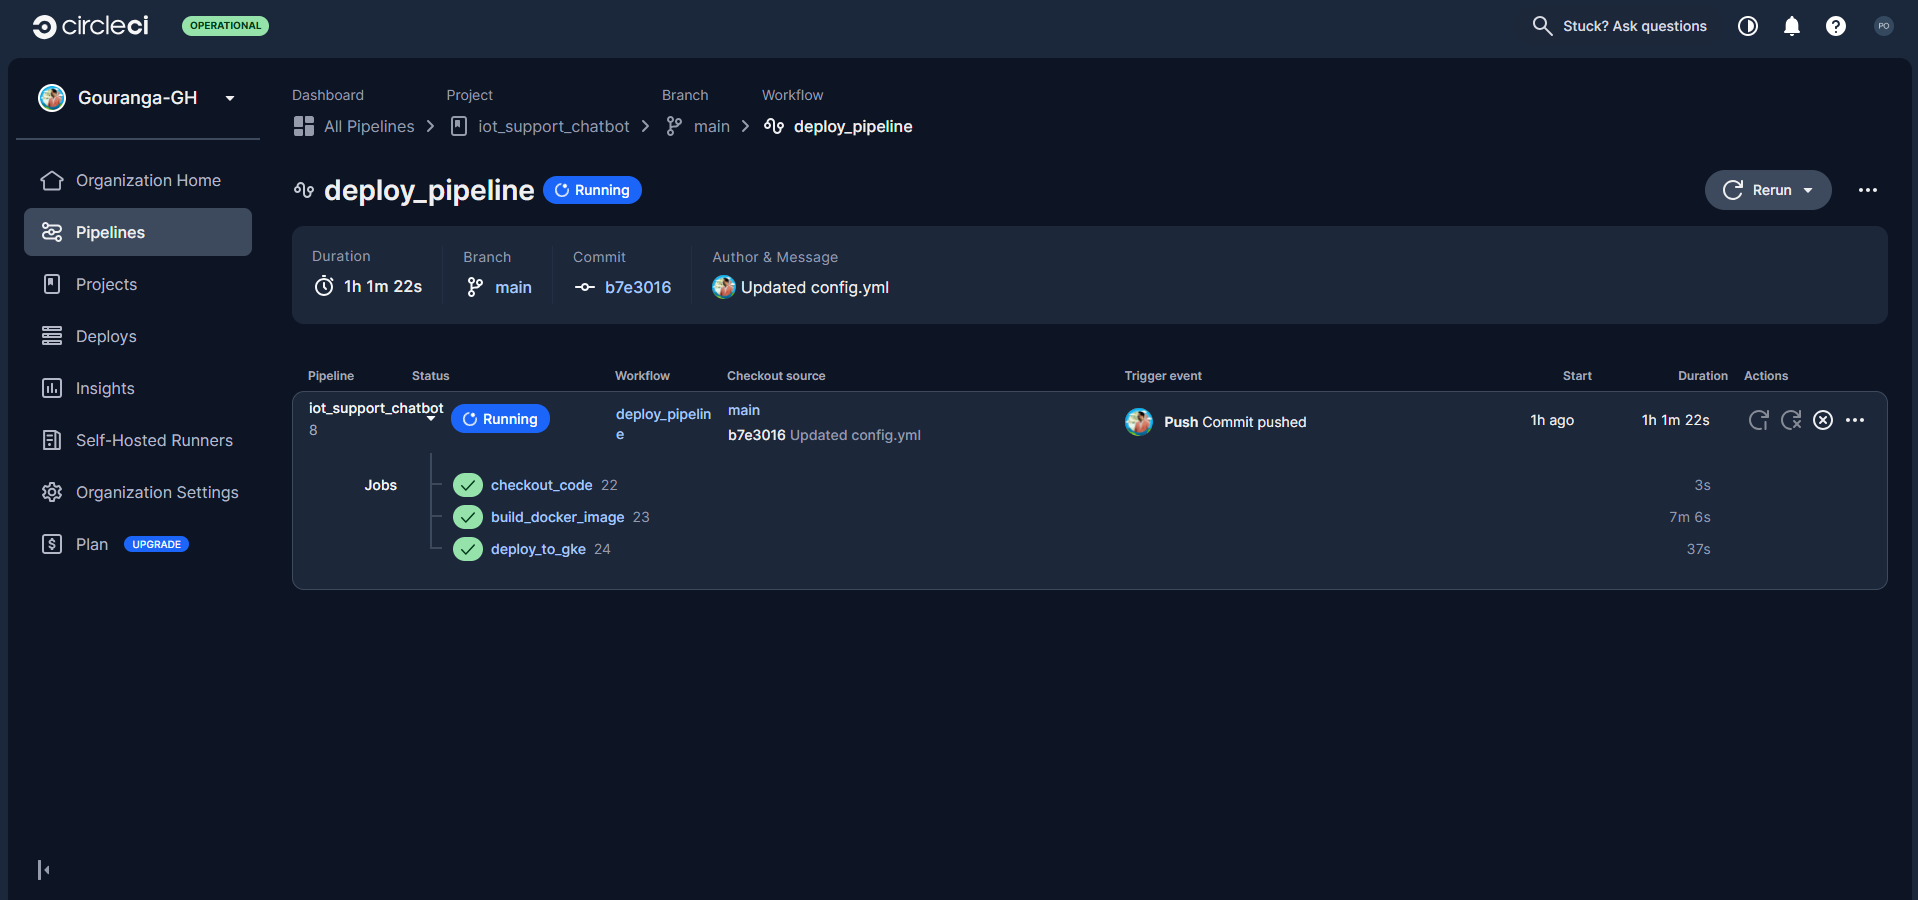 circleci
OPERATIONAL
Stuck? Ask questions
PO
Gouranga-GH
Organization Home
Pipelines
Projects
Deploys
Insights
Self-Hosted Runners
Organization Settings
Plan UPGRADE
Dashboard Project Branch Workflow
All Pipelines iot_support_chatbot main deploy_pipeline
deploy_pipeline Running
Rerun
Duration Branch Commit Author & Message
1h 1m 22s main b7e3016 Updated config.yml
Pipeline Status Workflow Checkout source Trigger event Start Duration Actions
iot_support_chatbot
8
Running
deploy_pipelin
e
main
b7e3016 Updated config.yml
Push Commit pushed
1h ago
1h 1m 22s
Jobs
checkout_code 22 3s
build_docker_image 23 7m 6s
deploy_to_gke 24 37s